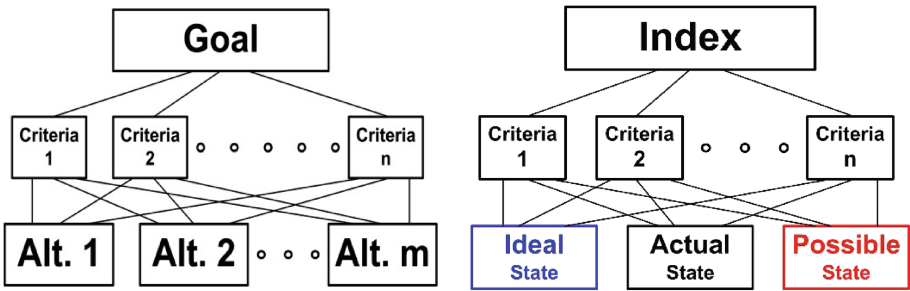 Goal
Criteria
1
Criteria
2
Criteria
n
Alt. 1
Alt. 2
Alt. m
Index
Criteria
1
Criteria
2
Criteria
n
Ideal
State
Actual
State
Possible
State